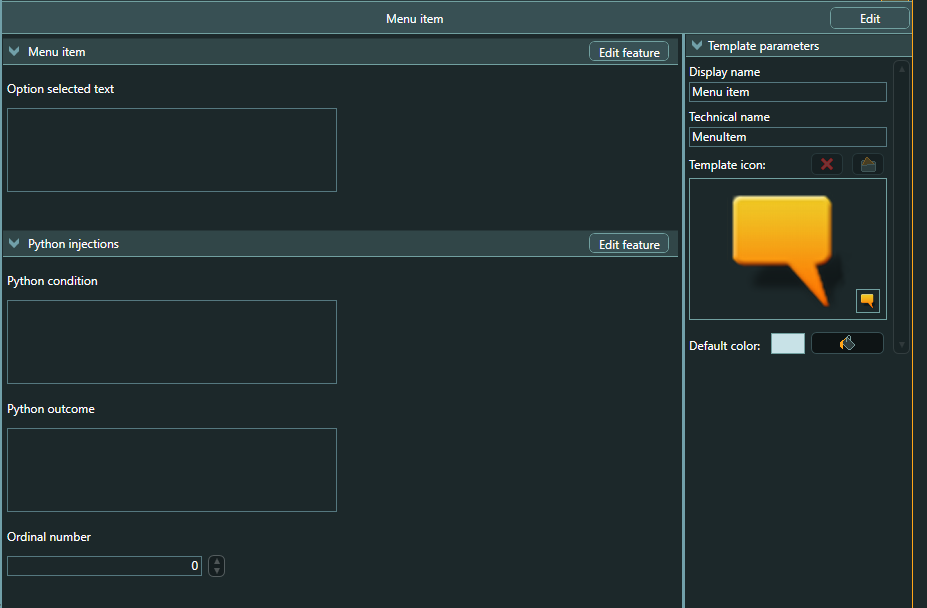 Menu item
Edit
Menu item
Edit feature
Option selected text
Python injections
Edit feature
Python condition
Python outcome
Ordinal number
0
Template parameters
Display name
Menu item
Technical name
MenuItem
Template icon:
Default color: